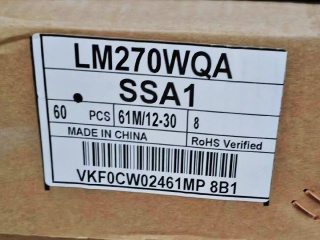 LM270WQA
SSA1
60 PCS 61M/12-30 8
MADE IN CHINA RoHS Verified
VKF0CW02461MP 8B1